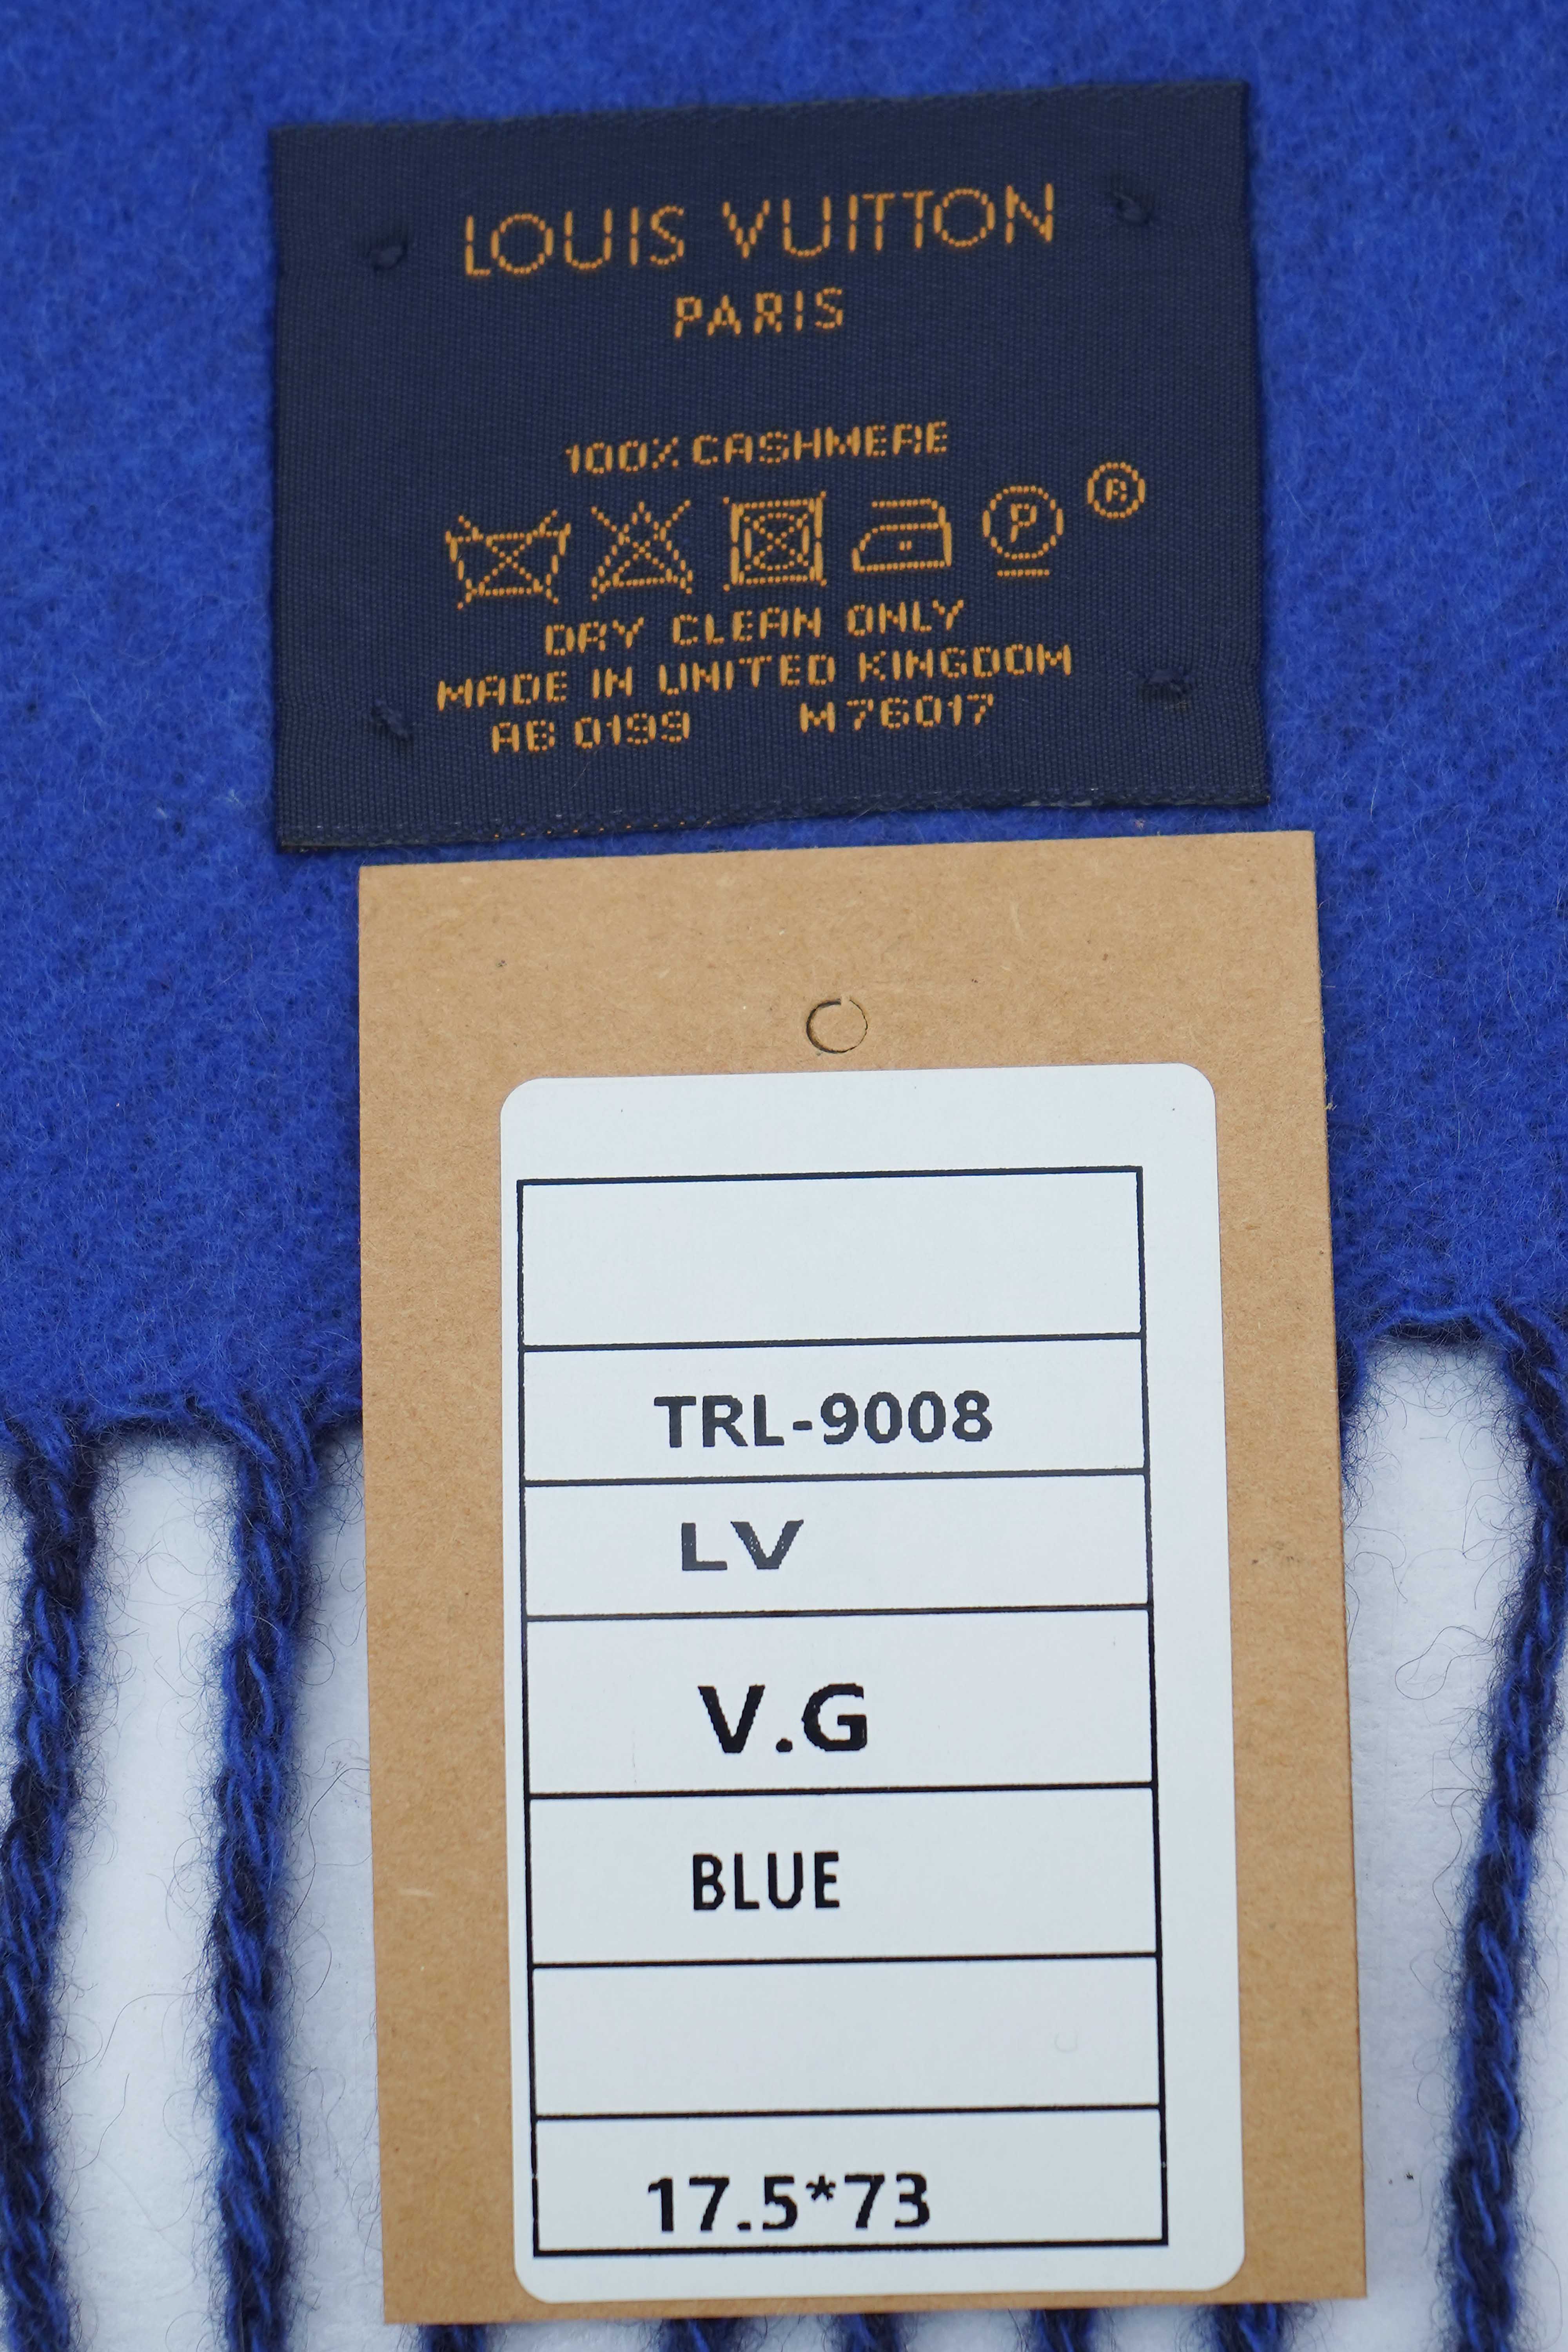 LOUIS VUITTON
PARIS
100% CASHMERE
P ®
DRY CLEAN ONLY
MADE IN UNITED KINGDOM
AB 0199 M76017
TRL-9008
LV
V.G
BLUE
17.5*73